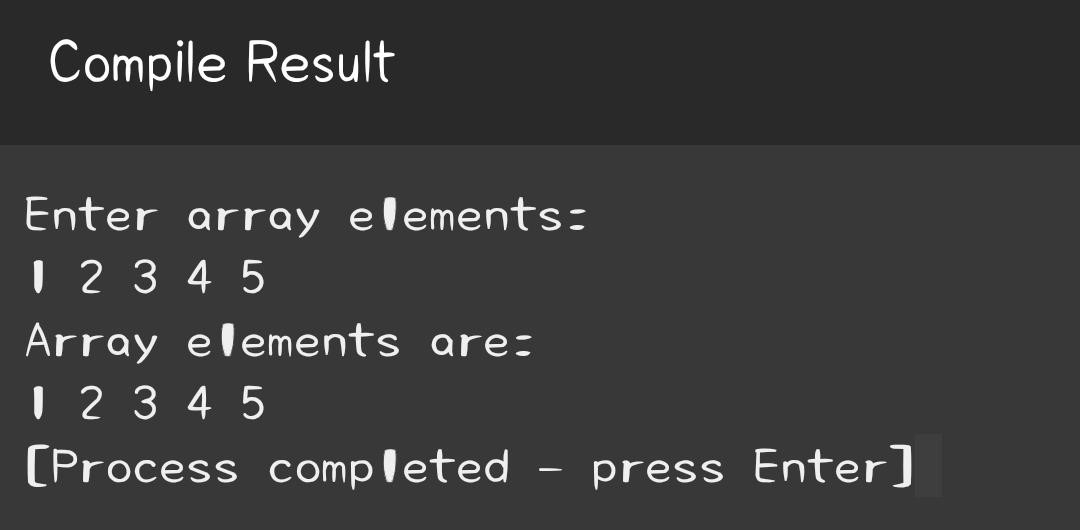 Compile Result
Enter array elements:
1 2 3 4 5
Array elements are:
1 2 3 4 5
[Process completed - press Enter]